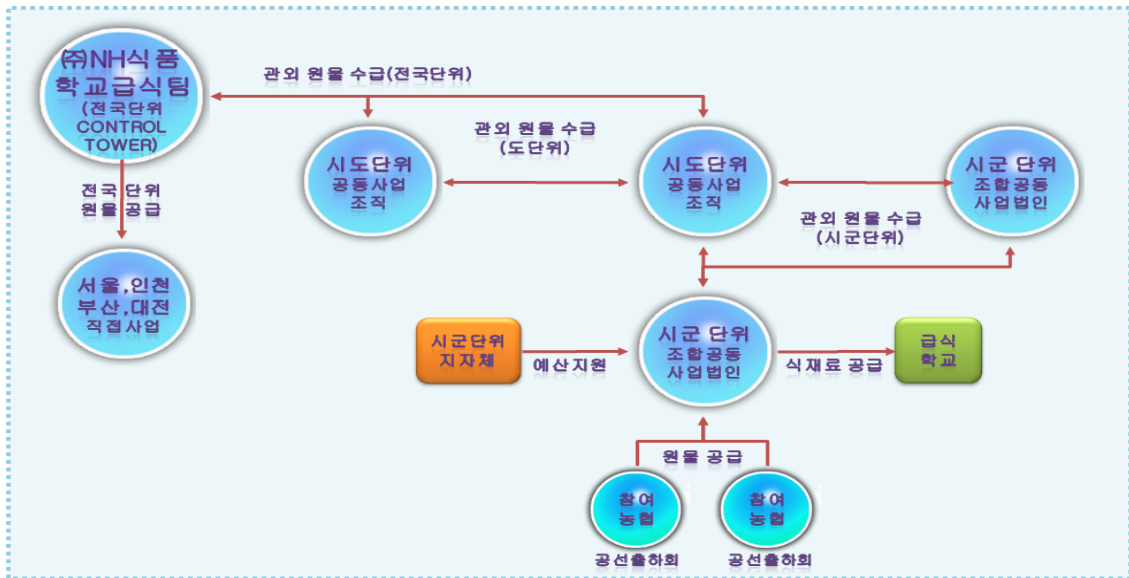 ㈜NH식품
학교급식팀
(전국단위
CONTROL
TOWER)
관외 원물 수급(전국단위)
관외 원물 수급
(도단위)
시도단위
공동사업
조직
시도단위
공동사업
조직
시군 단위
조합공동
사업법인
전국 단위
원물 공급
관외 원물 수급
(시군단위)
서울,인천
부산,대전
직접사업
시군단위
지자체
예산지원
시군 단위
조합공동
사업법인
식재료 공급
급식
학교
원물 공급
참여
농협
참여
농협
공선출하회
공선출하회